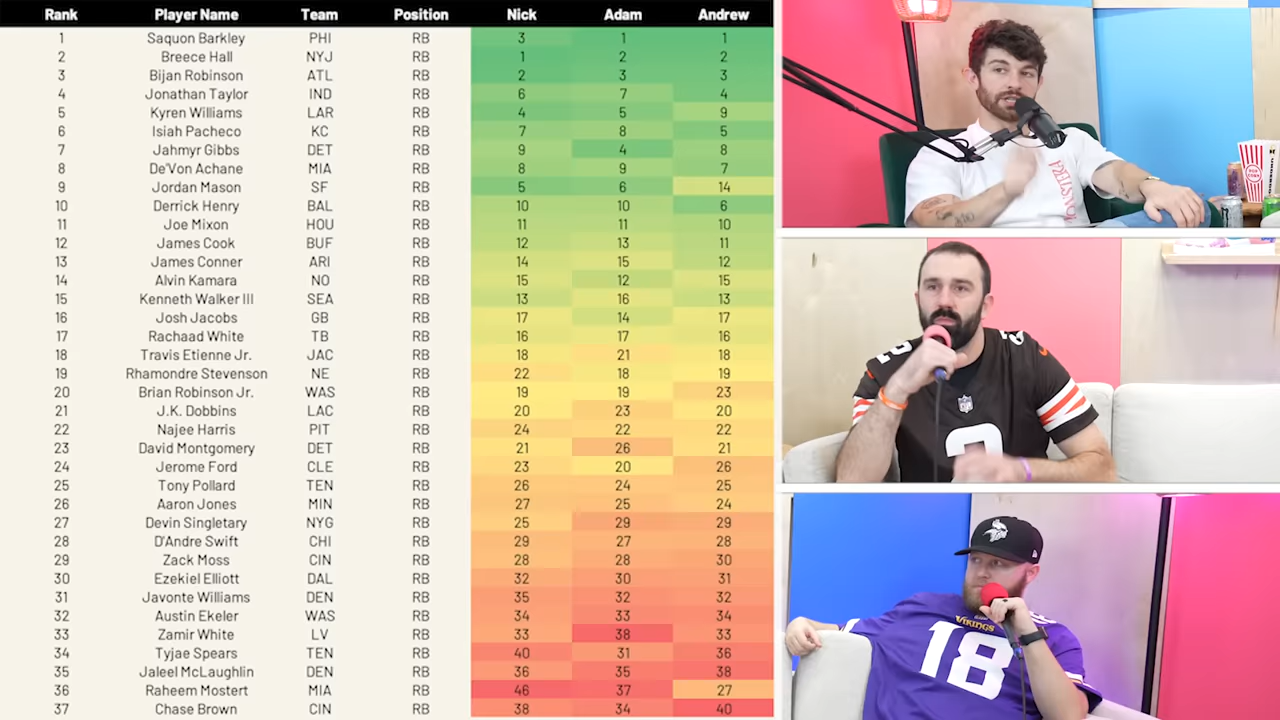 Rank Player Name Team Position Nick Adam Andrew
1 Saquon Barkley PHI RB 3 1 1
2 Breece Hall NYJ RB 1 2 2
3 Bijan Robinson ATL RB 2 3 3
4 Jonathan Taylor IND RB 6 7 4
5 Kyren Williams LAR RB 4 5 9
6 Isiah Pacheco KC RB 7 8 5
7 Jahmyr Gibbs DET RB 9 4 8
8 De'Von Achane MIA RB 8 9 7
9 Jordan Mason SF RB 5 6 14
10 Derrick Henry BAL RB 10 10 6
11 Joe Mixon HOU RB 11 11 10
12 James Cook BUF RB 12 13 11
13 James Conner ARI RB 14 15 12
14 Alvin Kamara NO RB 15 12 15
15 Kenneth Walker III SEA RB 13 16 13
16 Josh Jacobs GB RB 17 14 17
17 Rachaad White TB RB 16 17 16
18 Travis Etienne Jr. JAC RB 18 21 18
19 Rhamondre Stevenson NE RB 22 18 19
20 Brian Robinson Jr. WAS RB 19 19 23
21 J.K. Dobbins LAC RB 20 23 20
22 Najee Harris PIT RB 24 22 22
23 David Montgomery DET RB 21 26 21
24 Jerome Ford CLE RB 23 20 26
25 Tony Pollard TEN RB 26 24 25
26 Aaron Jones MIN RB 27 25 24
27 Devin Singletary NYG RB 25 29 29
28 D'Andre Swift CHI RB 29 27 28
29 Zack Moss CIN RB 28 28 30
30 Ezekiel Elliott DAL RB 32 30 31
31 Javonte Williams DEN RB 35 32 32
32 Austin Ekeler WAS RB 34 33 34
33 Zamir White LV RB 33 38 33
34 Tyjae Spears TEN RB 40 31 36
35 Jaleel McLaughlin DEN RB 36 35 38
36 Raheem Mostert MIA RB 46 37 27
37 Chase Brown CIN RB 38 34 40
POP CORN
2
VIKINGS
18